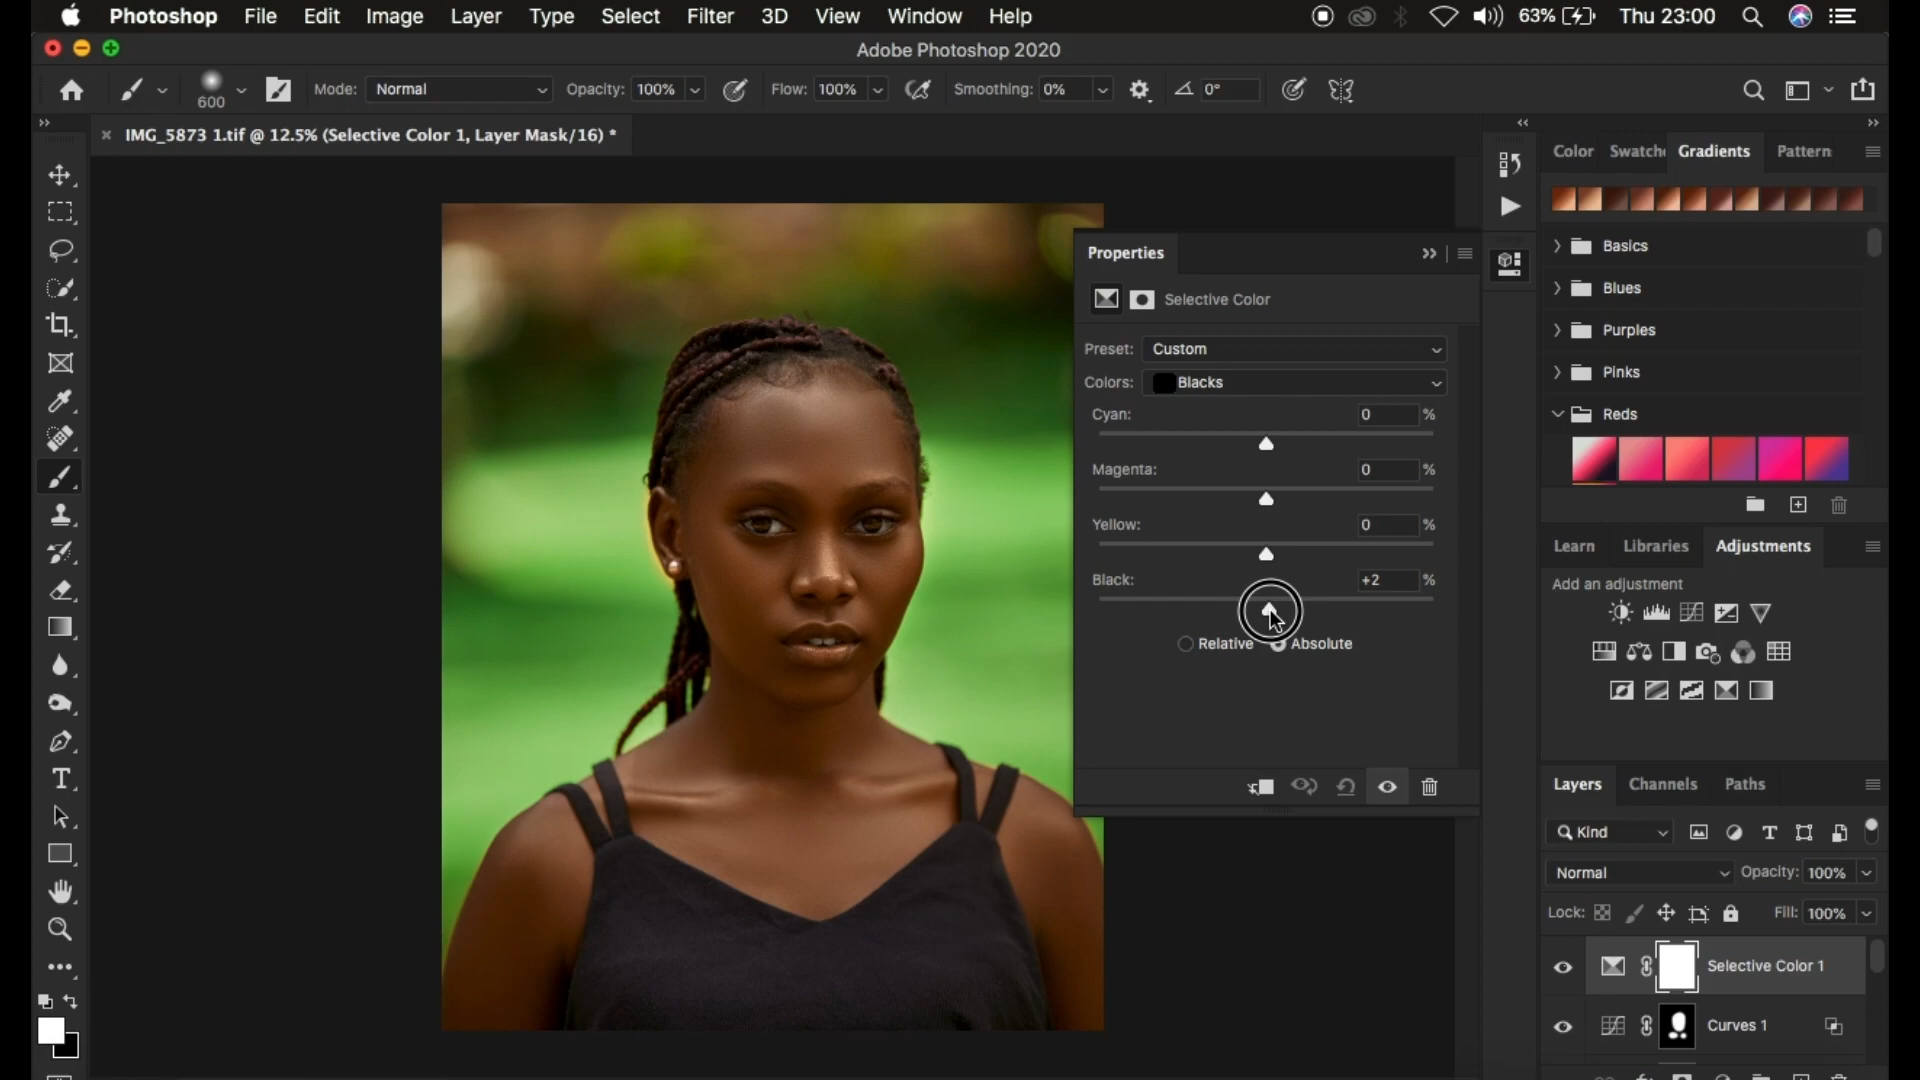 Photoshop File Edit Image Layer Type Select Filter 3D View Window Help 63% Thu 23:00
Adobe Photoshop 2020
600 Mode: Normal Opacity: 100% Flow: 100% Smoothing: 0% 0°
IMG_5873 1.tif @ 12.5% (Selective Color 1, Layer Mask/16) *
Color Swatche Gradients Pattern
Basics
Blues
Purples
Pinks
Reds
Properties
Selective Color
Preset: Custom
Colors: Blacks
Cyan: 0 %
Magenta: 0 %
Yellow: 0 %
Black: +2 %
Relative Absolute
Learn Libraries Adjustments
Add an adjustment
Layers Channels Paths
Kind
Normal Opacity: 100%
Lock: Fill: 100%
Selective Color 1
Curves 1